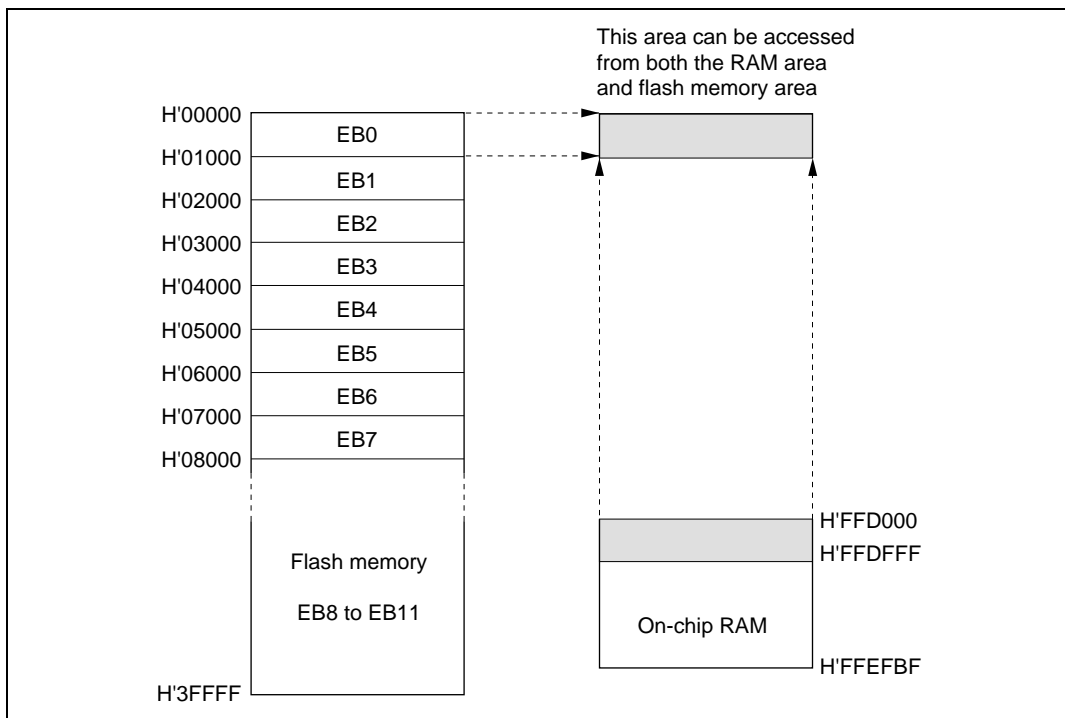 This area can be accessed
from both the RAM area
and flash memory area
H'00000
EB0
H'01000
EB1
H'02000
EB2
H'03000
EB3
H'04000
EB4
H'05000
EB5
H'06000
EB6
H'07000
EB7
H'08000
Flash memory
EB8 to EB11
H'3FFFF
H'FFD000
H'FFDFFF
On-chip RAM
H'FFEFBF